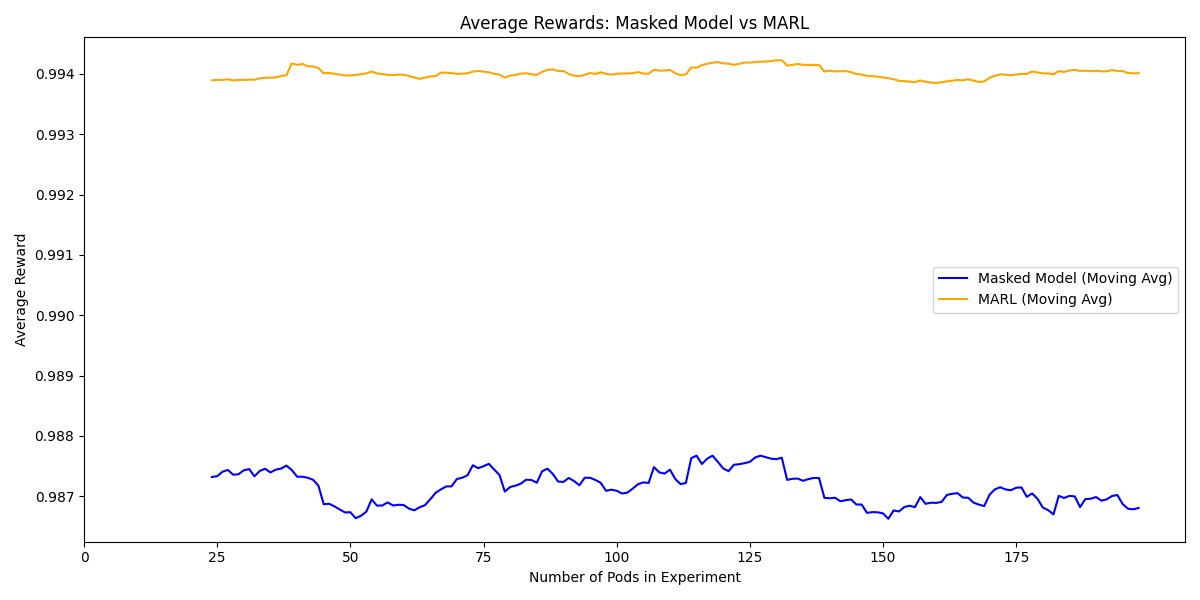 Average Rewards: Masked Model vs MARL
Average Reward
0.994
0.993
0.992
0.991
0.990
0.989
0.988
0.987
Masked Model (Moving Avg)
MARL (Moving Avg)
0 25 50 75 100 125 150 175
Number of Pods in Experiment